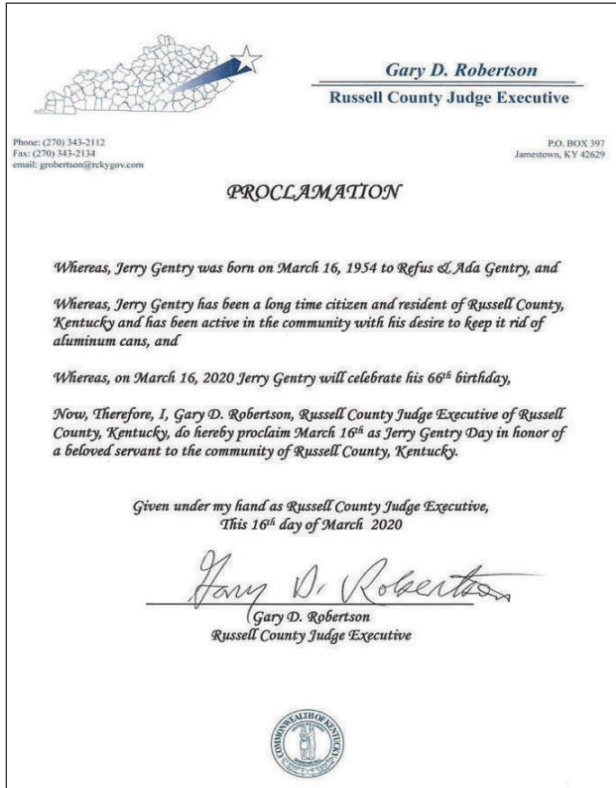 Gary D. Robertson
Russell County Judge Executive
Phone: (270) 343-2112
Fax: (270) 343-2134
email: grobertson@rckygov.com
P.O. BOX 397
Jamestown, KY 42629
PROCLAMATION
Whereas, Jerry Gentry was born on March 16, 1954 to Refus & Ada Gentry, and
Whereas, Jerry Gentry has been a long time citizen and resident of Russell County,
Kentucky and has been active in the community with his desire to keep it rid of
aluminum cans, and
Whereas, on March 16, 2020 Jerry Gentry will celebrate his 66th birthday,
Now, Therefore, I, Gary D. Robertson, Russell County Judge Executive of Russell
County, Kentucky, do hereby proclaim March 16th as Jerry Gentry Day in honor of
a beloved servant to the community of Russell County, Kentucky.
Given under my hand as Russell County Judge Executive,
This 16th day of March 2020
Gary D. Robertson
Gary D. Robertson
Russell County Judge Executive
COMMONWEALTH OF KENTUCKY